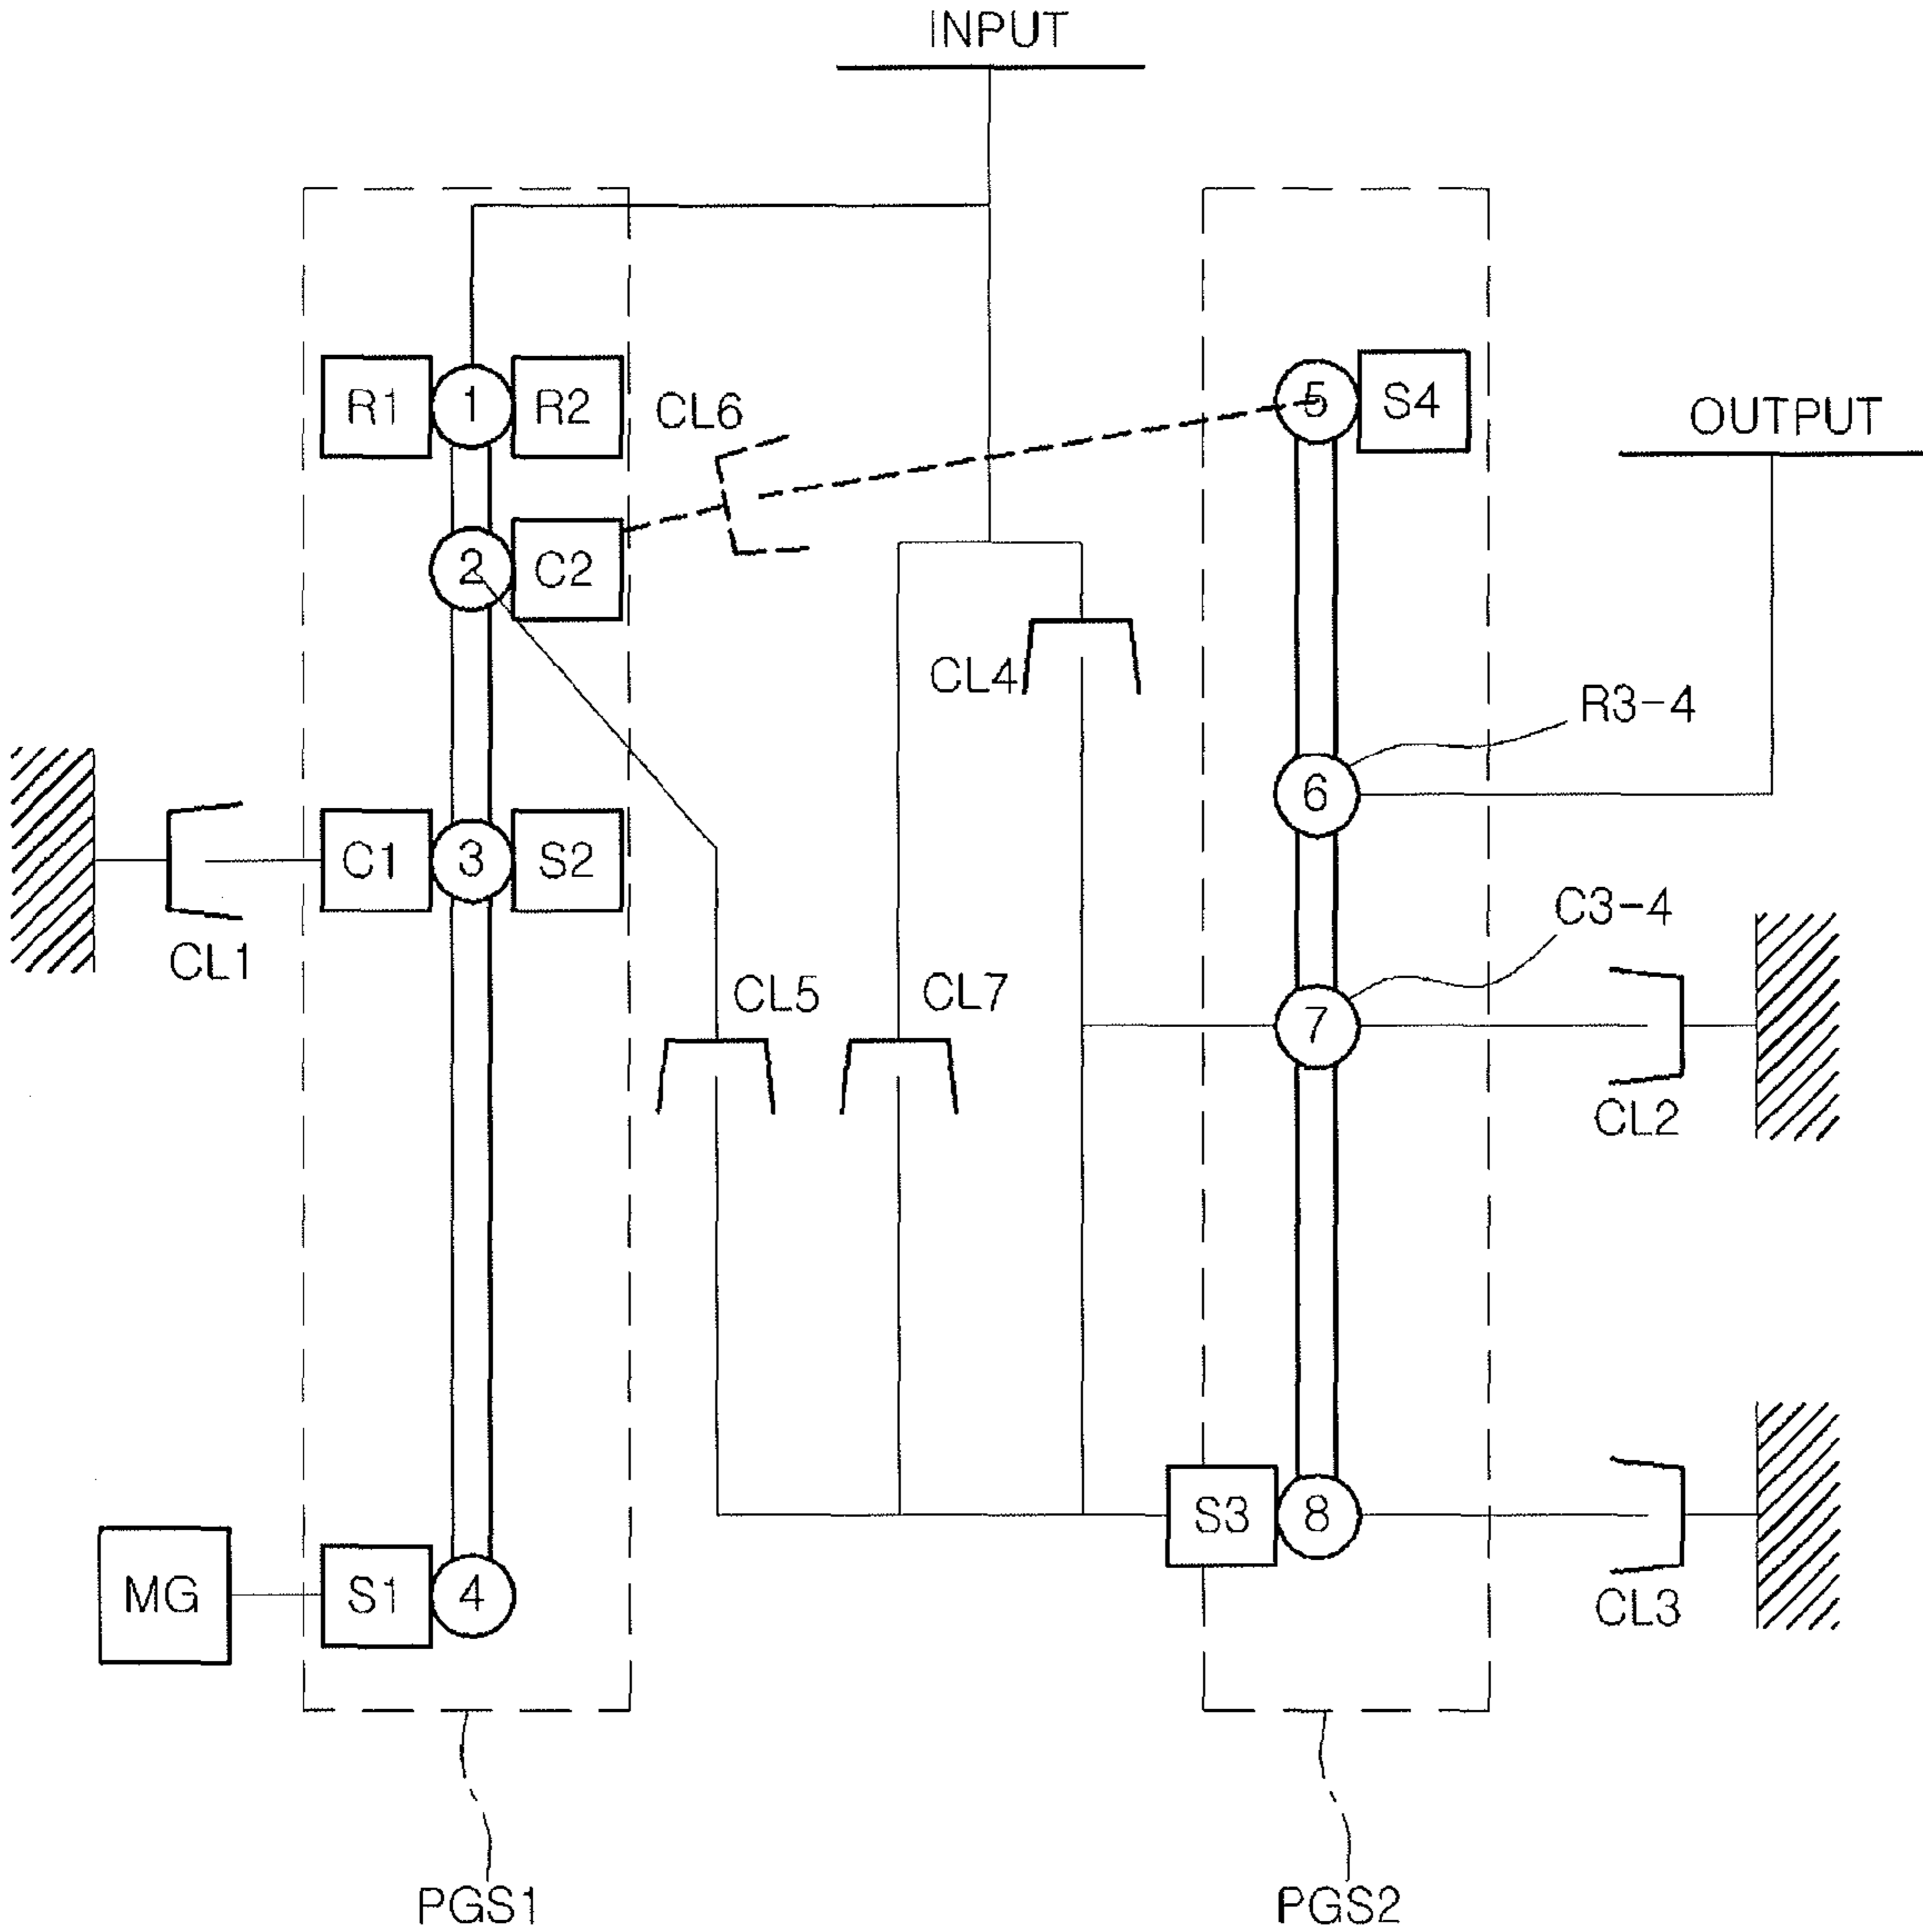 INPUT
R1 1 R2
CL6
5 S4
OUTPUT
2 C2
CL4
R3-4
6
C1 3 S2
C3-4
CL1
CL5
CL7
7
CL2
S3 8
MG S1 4
CL3
PGS1
PGS2